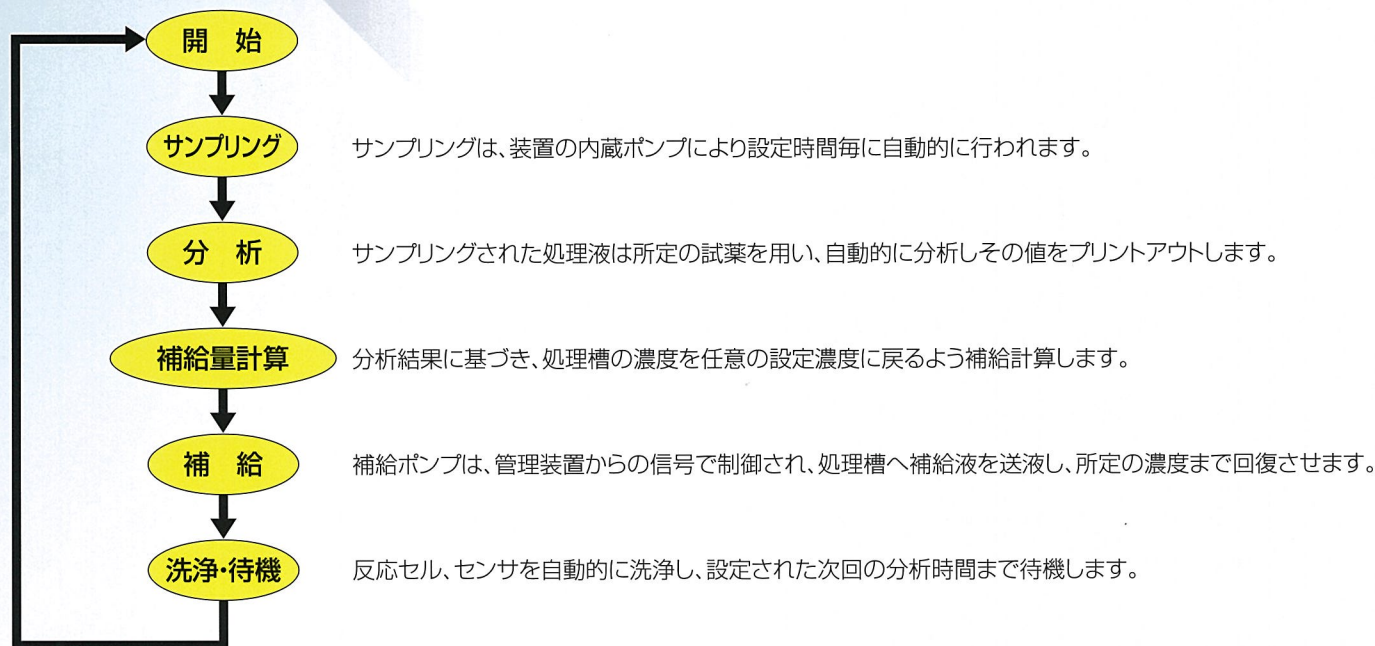 開 始
サンプリング
サンプリングは、装置の内蔵ポンプにより設定時間毎に自動的に行われます。
分 析
サンプリングされた処理液は所定の試薬を用い、自動的に分析しその値をプリントアウトします。
補給量計算
分析結果に基づき、処理槽の濃度を任意の設定濃度に戻るよう補給計算します。
補 給
補給ポンプは、管理装置からの信号で制御され、処理槽へ補給液を送液し、所定の濃度まで回復させます。
洗浄・待機
反応セル、センサを自動的に洗浄し、設定された次回の分析時間まで待機します。